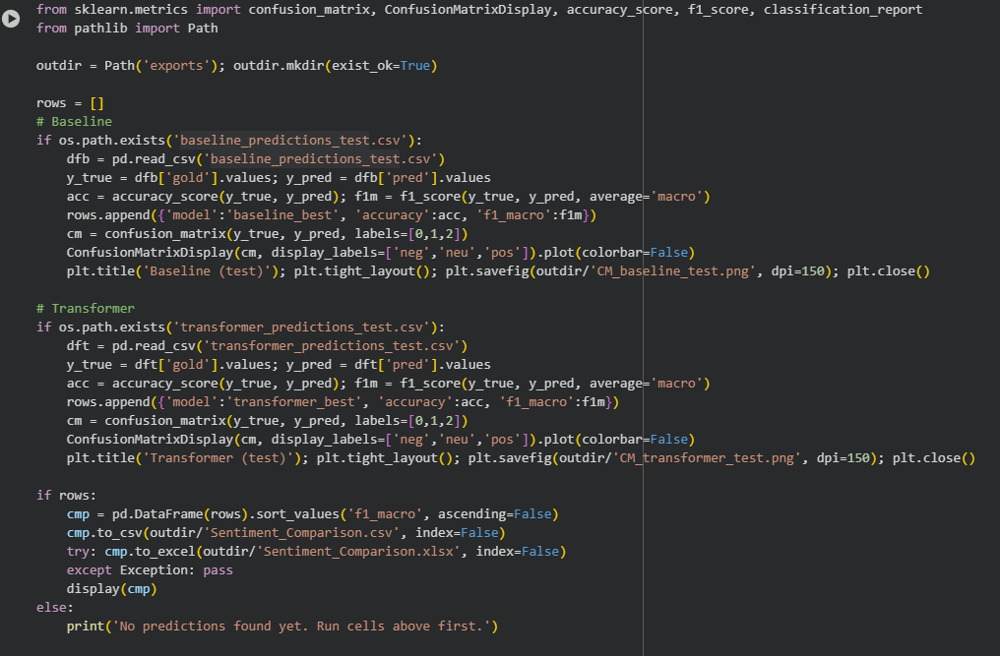 from sklearn.metrics import confusion_matrix, ConfusionMatrixDisplay, accuracy_score, f1_score, classification_report
from pathlib import Path

outdir = Path('exports'); outdir.mkdir(exist_ok=True)

rows = []
# Baseline
if os.path.exists('baseline_predictions_test.csv'):
    dfb = pd.read_csv('baseline_predictions_test.csv')
    y_true = dfb['gold'].values; y_pred = dfb['pred'].values
    acc = accuracy_score(y_true, y_pred); f1m = f1_score(y_true, y_pred, average='macro')
    rows.append({'model':'baseline_best', 'accuracy':acc, 'f1_macro':f1m})
    cm = confusion_matrix(y_true, y_pred, labels=[0,1,2])
    ConfusionMatrixDisplay(cm, display_labels=['neg','neu','pos']).plot(colorbar=False)
    plt.title('Baseline (test)'); plt.tight_layout(); plt.savefig(outdir/'CM_baseline_test.png', dpi=150); plt.close()

# Transformer
if os.path.exists('transformer_predictions_test.csv'):
    dft = pd.read_csv('transformer_predictions_test.csv')
    y_true = dft['gold'].values; y_pred = dft['pred'].values
    acc = accuracy_score(y_true, y_pred); f1m = f1_score(y_true, y_pred, average='macro')
    rows.append({'model':'transformer_best', 'accuracy':acc, 'f1_macro':f1m})
    cm = confusion_matrix(y_true, y_pred, labels=[0,1,2])
    ConfusionMatrixDisplay(cm, display_labels=['neg','neu','pos']).plot(colorbar=False)
    plt.title('Transformer (test)'); plt.tight_layout(); plt.savefig(outdir/'CM_transformer_test.png', dpi=150); plt.close()

if rows:
    cmp = pd.DataFrame(rows).sort_values('f1_macro', ascending=False)
    cmp.to_csv(outdir/'Sentiment_Comparison.csv', index=False)
    try: cmp.to_excel(outdir/'Sentiment_Comparison.xlsx', index=False)
    except Exception: pass
    display(cmp)
else:
    print('No predictions found yet. Run cells above first.')